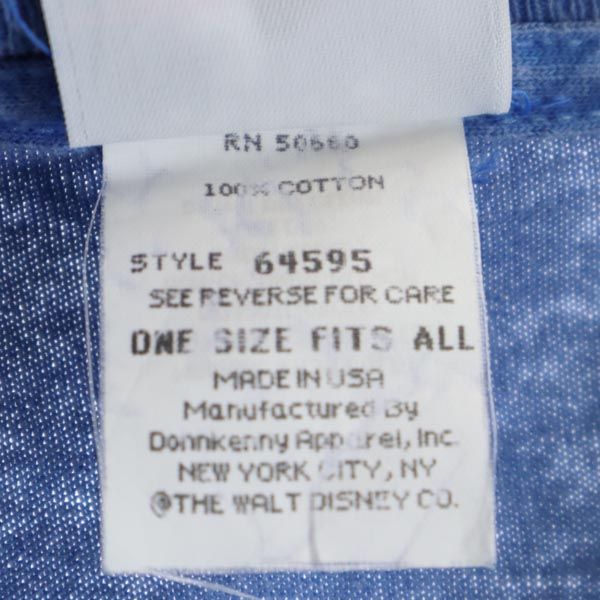 RN 50660
100% COTTON
STYLE 64595
SEE REVERSE FOR CARE
ONE SIZE FITS ALL
MADE IN USA
Manufactured By
Donnkenny Apparel, Inc.
NEW YORK CITY, NY
©THE WALT DISNEY CO.